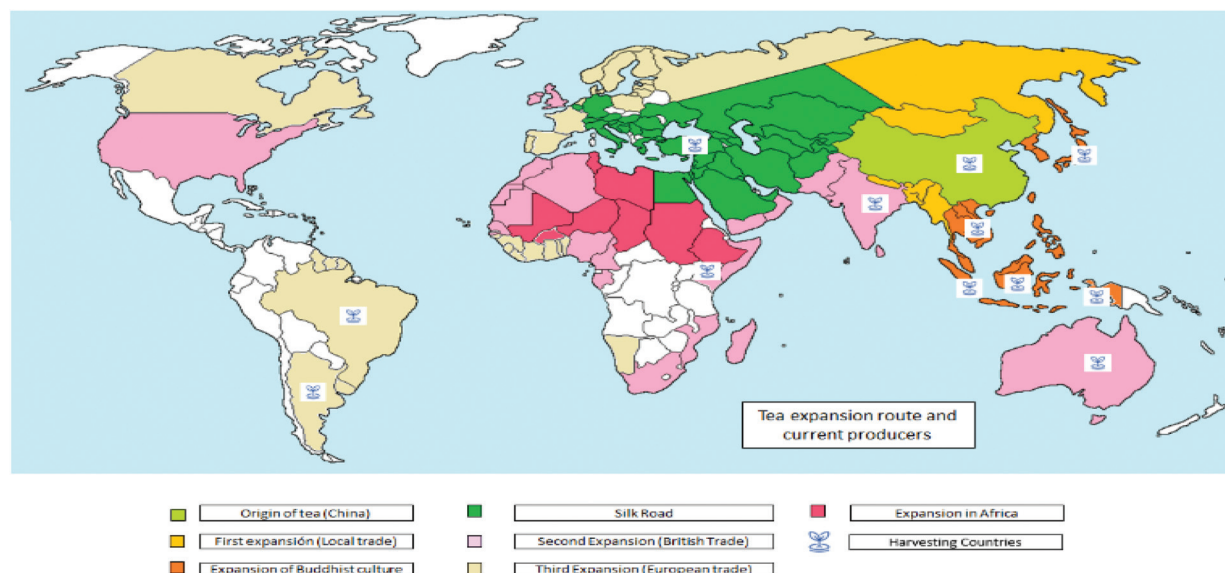 Tea expansion route and
current producers
Origin of tea (China)
Silk Road
Expansion in Africa
First expansión (Local trade)
Second Expansion (British Trade)
Harvesting Countries
Expansion of Buddhist culture
Third Expansion (European trade)